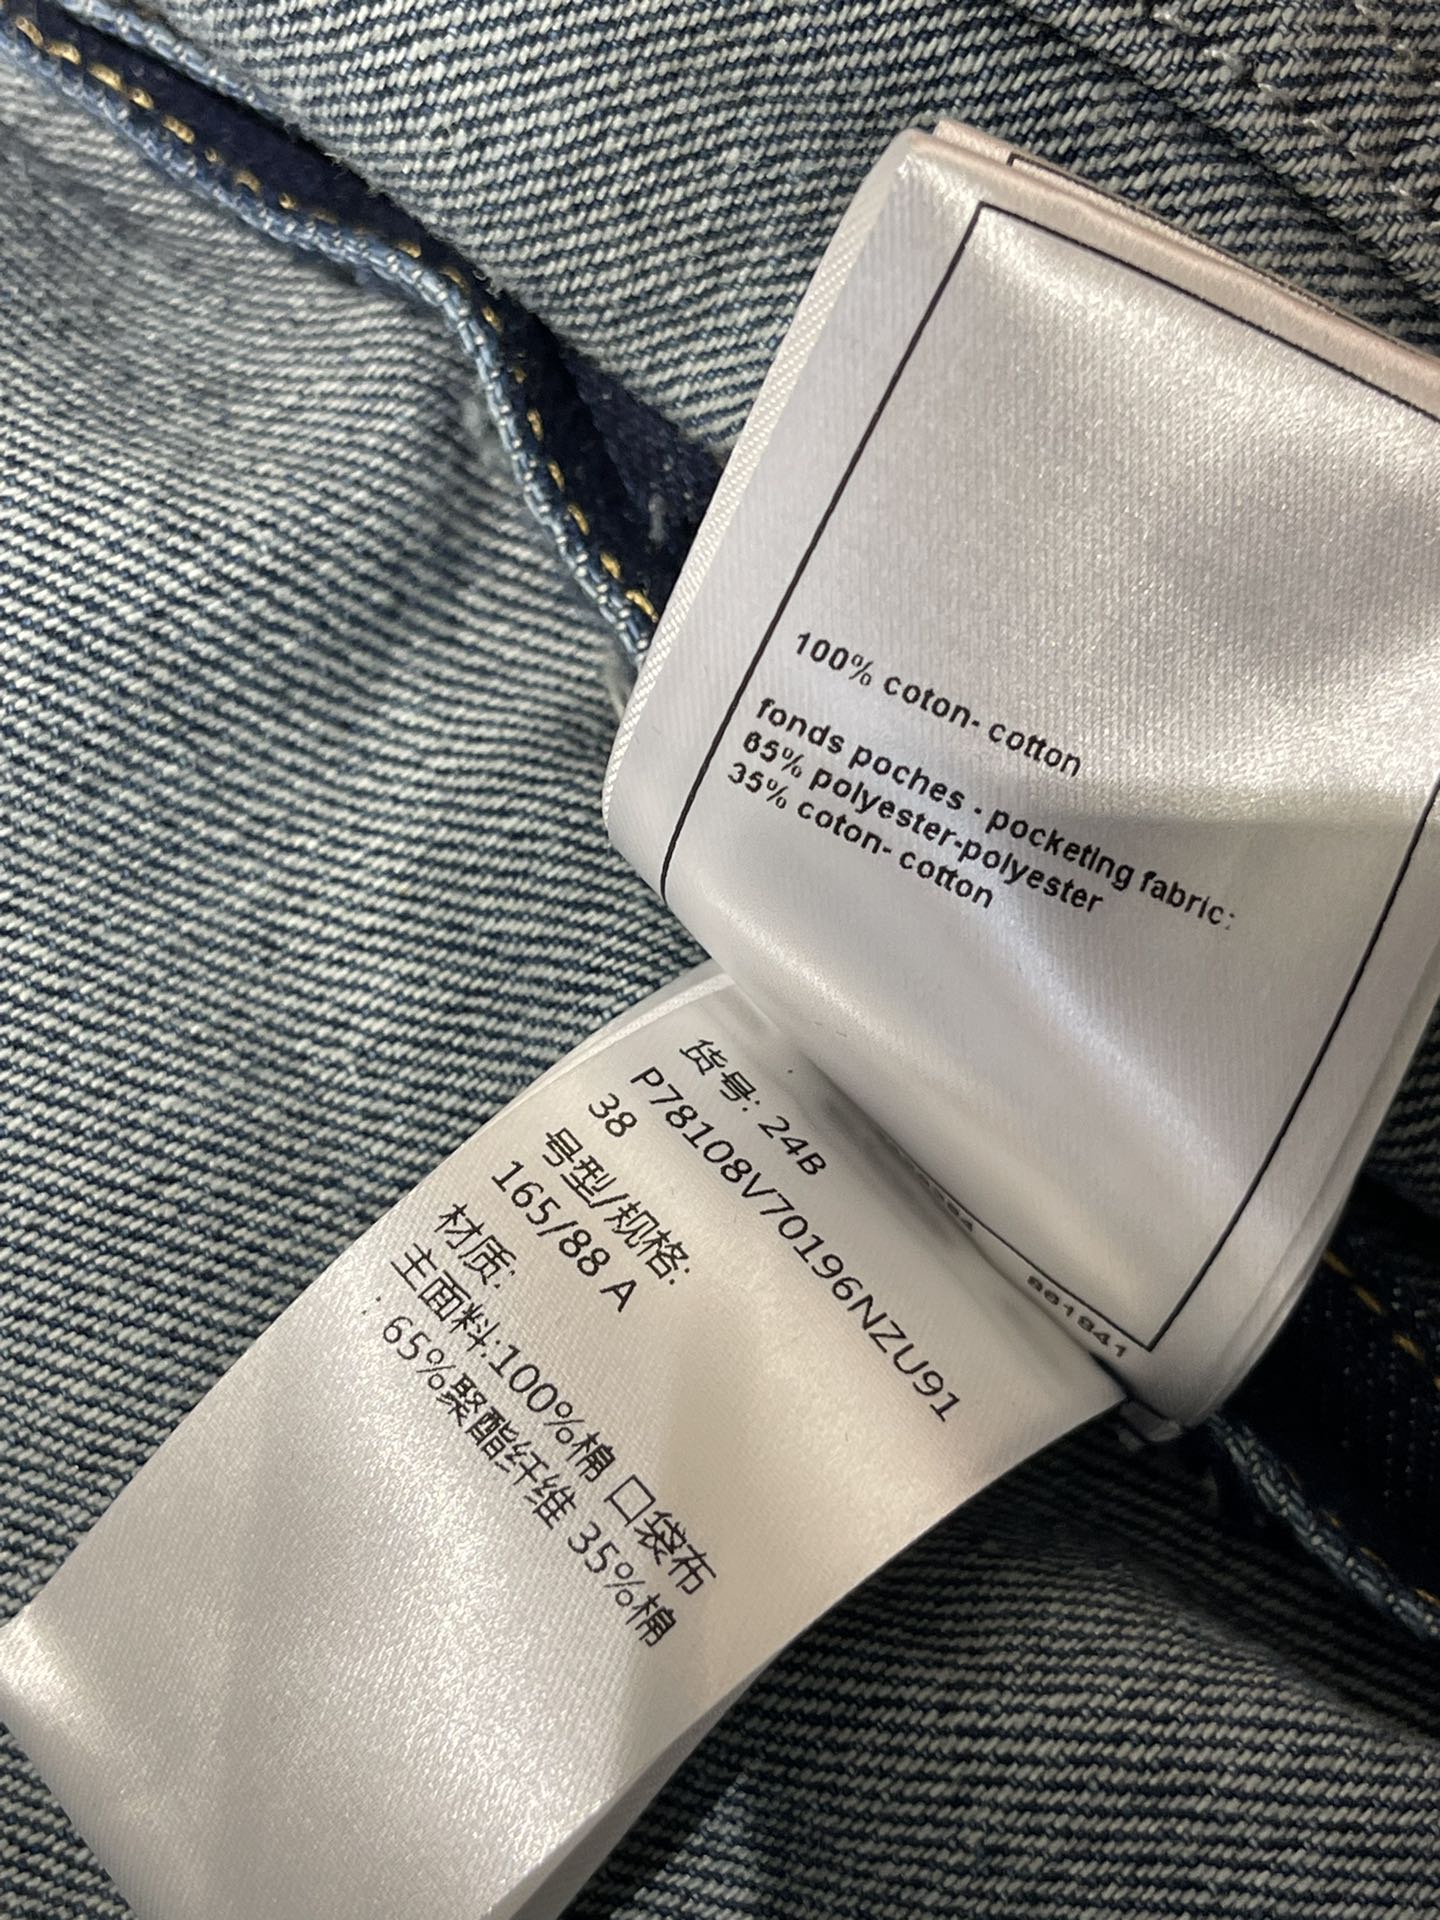 100% coton- cotton
fonds poches - pocketing fabric:
65% polyester-polyester
35% coton- cotton
961941
货号: 24B
P78108V70196NZU91
38
号型/规格:
165/88 A
材质:
主面料:100%棉 口袋布
: 65%聚酯纤维 35%棉